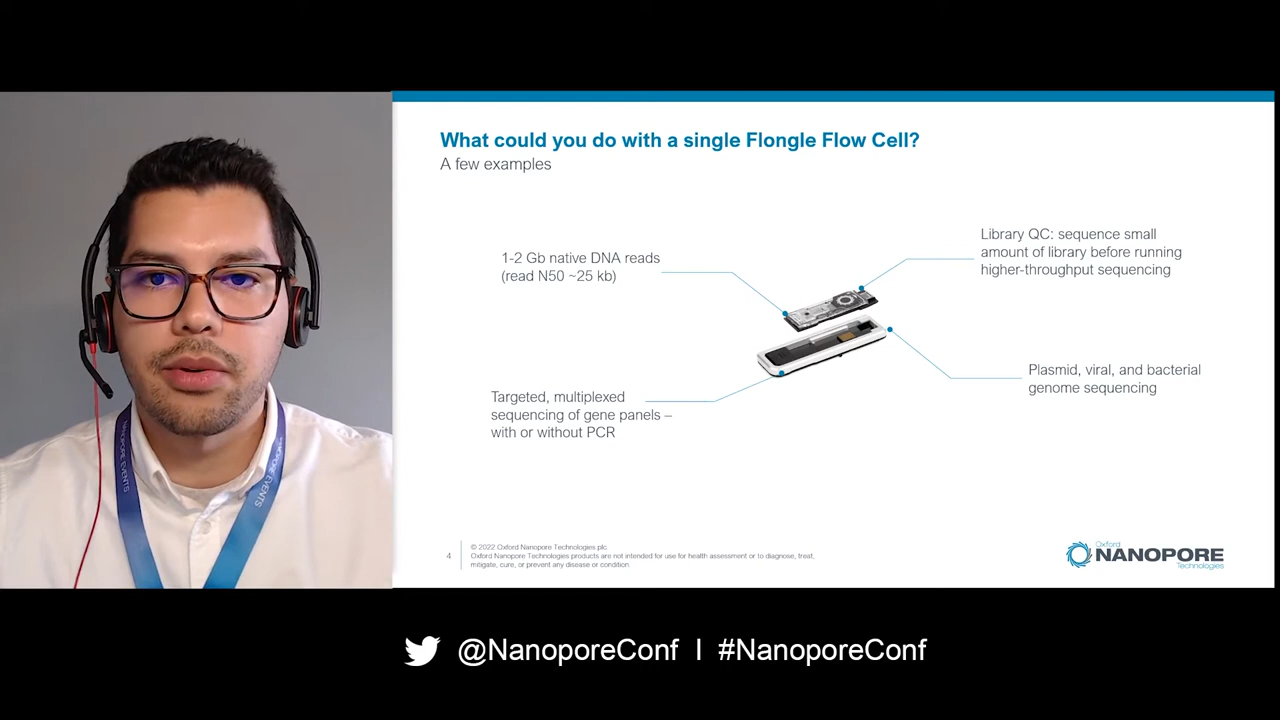 What could you do with a single Flongle Flow Cell?
A few examples
1-2 Gb native DNA reads
(read N50 ~25 kb)
Library QC: sequence small
amount of library before running
higher-throughput sequencing
Targeted, multiplexed
sequencing of gene panels –
with or without PCR
Plasmid, viral, and bacterial
genome sequencing
NANOPORE EVENTS
NANOPORE EVENTS
4
© 2022 Oxford Nanopore Technologies plc
Oxford Nanopore Technologies products are not intended for use for health assessment or to diagnose, treat,
mitigate, cure, or prevent any disease or condition.
Oxford
NANOPORE
Technologies
@NanoporeConf I #NanoporeConf